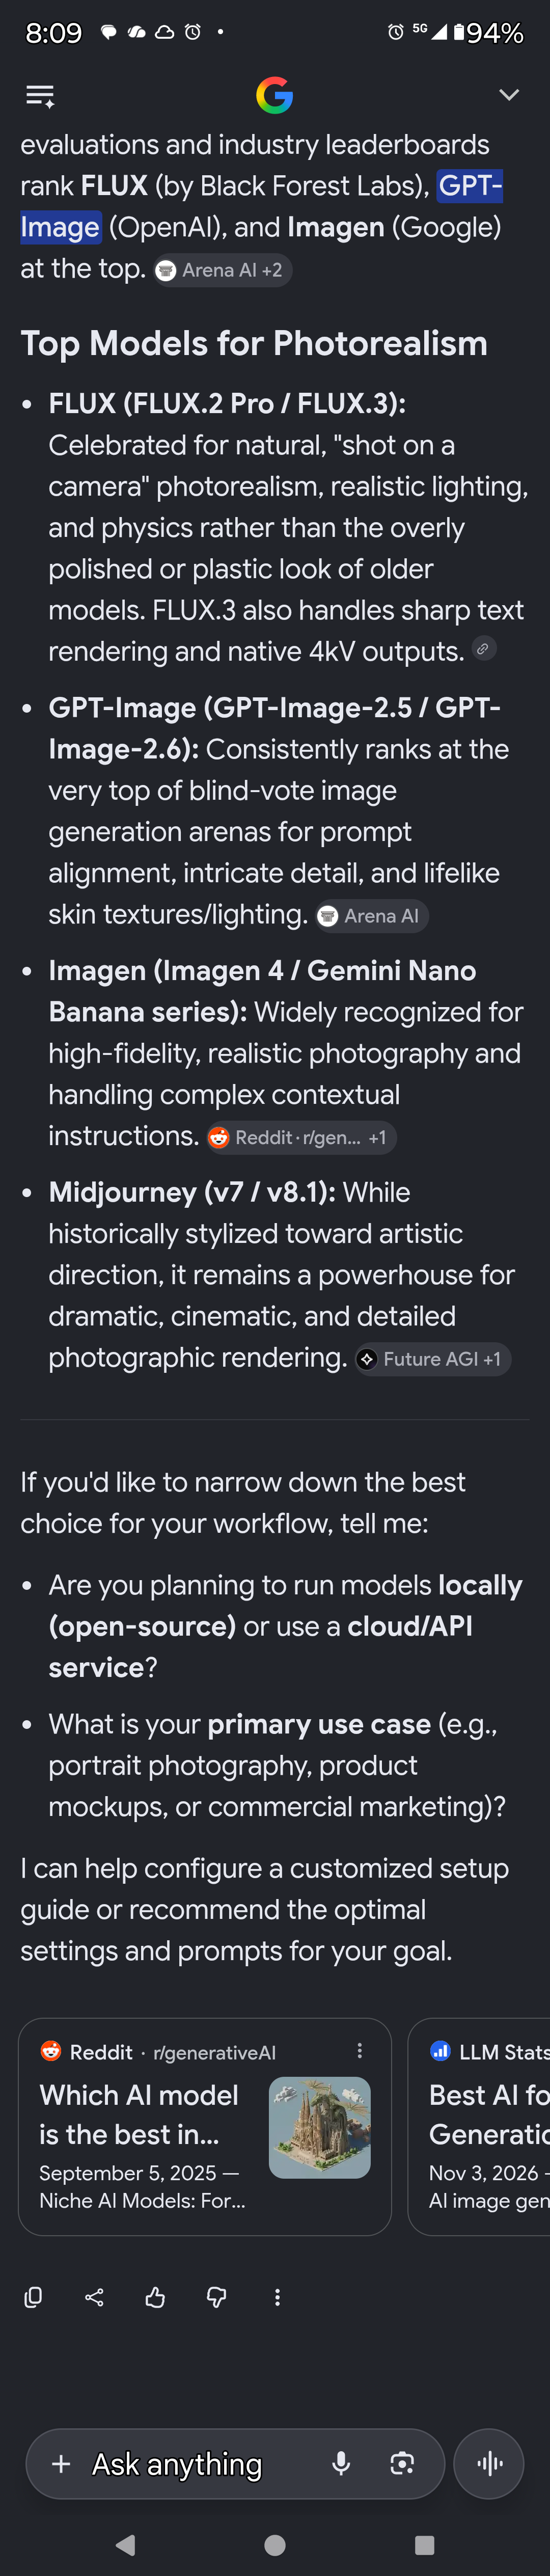 8:09
5G
94%
evaluations and industry leaderboards
rank FLUX (by Black Forest Labs), GPT-
Image (OpenAI), and Imagen (Google)
at the top. Arena AI +2
Top Models for Photorealism
• FLUX (FLUX.2 Pro / FLUX.3):
Celebrated for natural, "shot on a
camera" photorealism, realistic lighting,
and physics rather than the overly
polished or plastic look of older
models. FLUX.3 also handles sharp text
rendering and native 4kV outputs.
• GPT-Image (GPT-Image-2.5 / GPT-
Image-2.6): Consistently ranks at the
very top of blind-vote image
generation arenas for prompt
alignment, intricate detail, and lifelike
skin textures/lighting. Arena AI
• Imagen (Imagen 4 / Gemini Nano
Banana series): Widely recognized for
high-fidelity, realistic photography and
handling complex contextual
instructions. Reddit · r/gen... +1
• Midjourney (v7 / v8.1): While
historically stylized toward artistic
direction, it remains a powerhouse for
dramatic, cinematic, and detailed
photographic rendering. Future AGI +1
If you'd like to narrow down the best
choice for your workflow, tell me:
• Are you planning to run models locally
(open-source) or use a cloud/API
service?
• What is your primary use case (e.g.,
portrait photography, product
mockups, or commercial marketing)?
I can help configure a customized setup
guide or recommend the optimal
settings and prompts for your goal.
Reddit · r/generativeAI
Which AI model
is the best in...
September 5, 2025 —
Niche AI Models: For...
LLM Stats
Best AI fo
Generatio
Nov 3, 2026 -
AI image gen
Ask anything